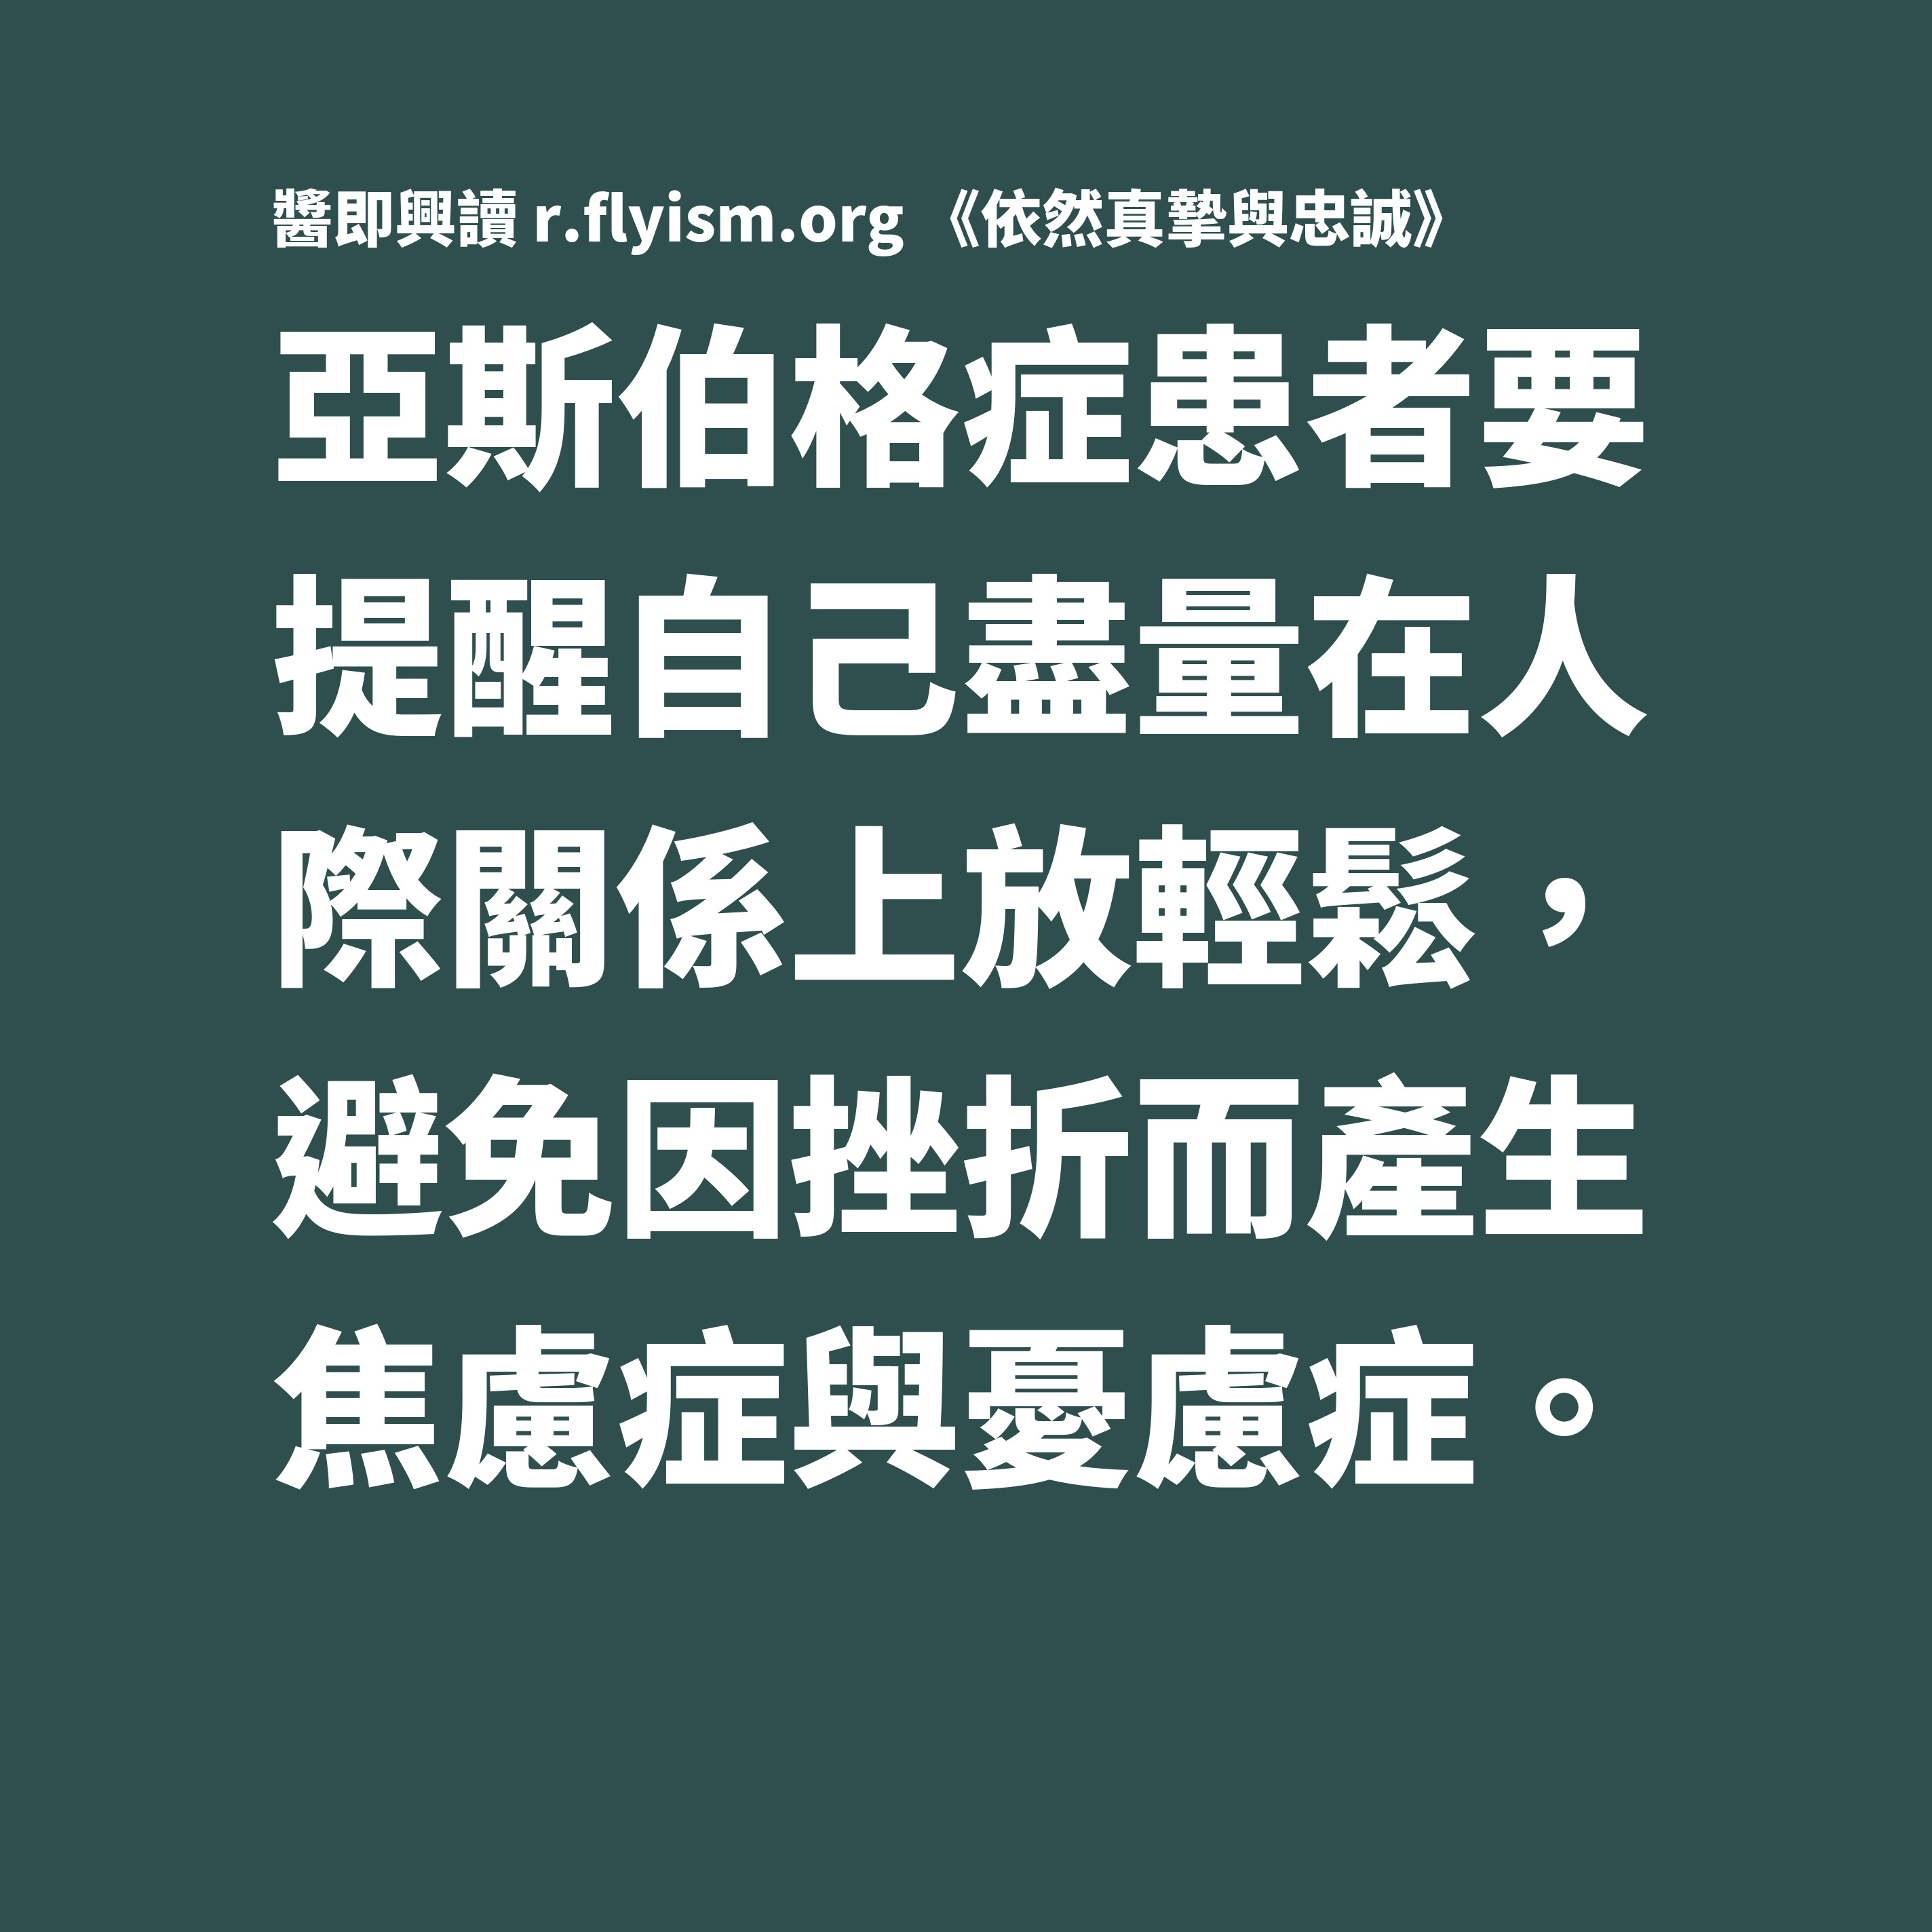 馨即閱讀 r.flyism.org 《依然真摯與忠誠》
亞斯伯格症患者要
提醒自己盡量在人
際關係上放輕鬆，
避免因挫折而產生
焦慮症與憂慮症。